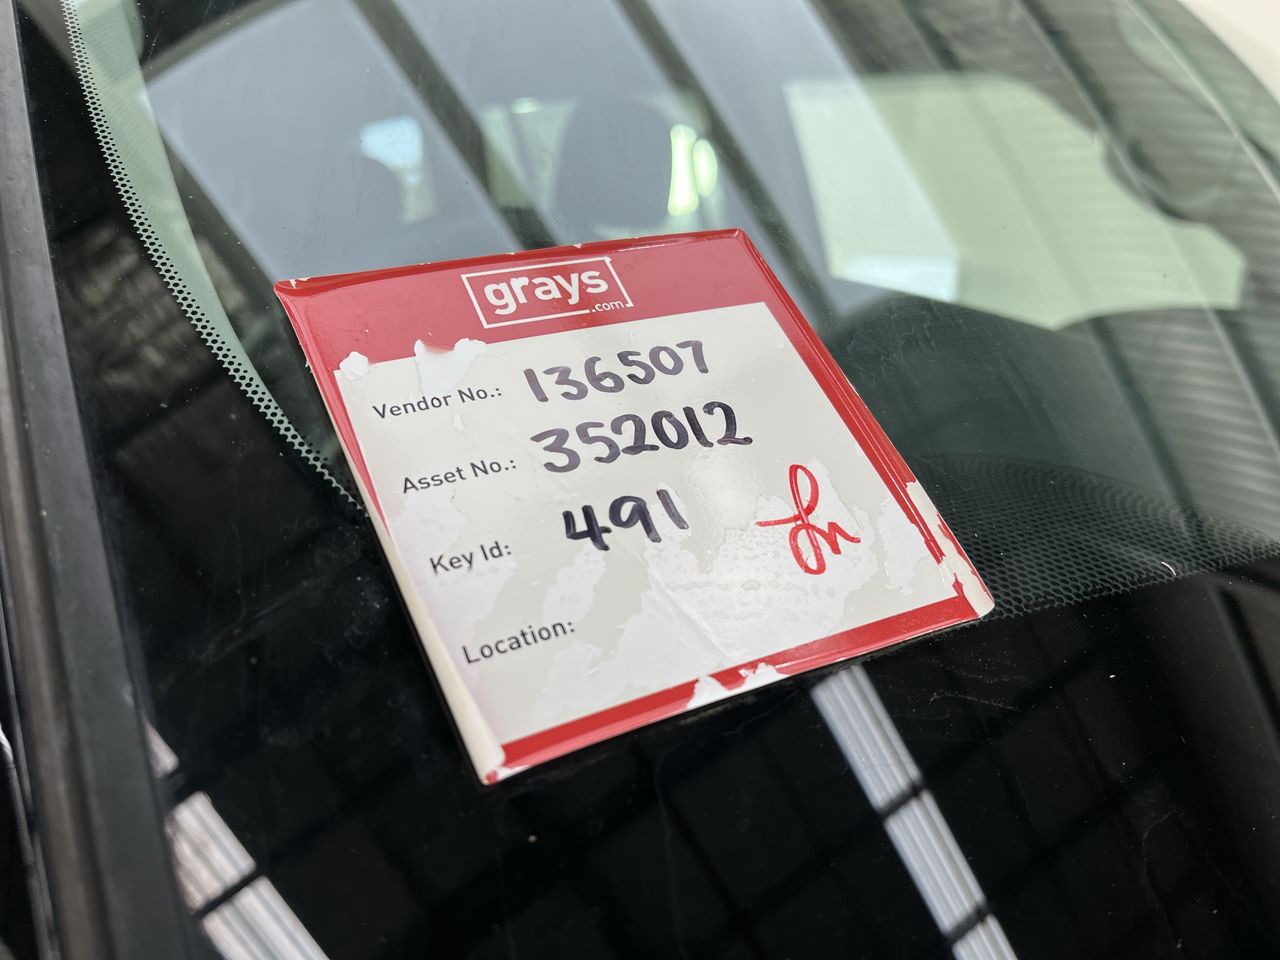 grays
.com
Vendor No.: 136507
Asset No.: 352012
Key Id: 491
Location: